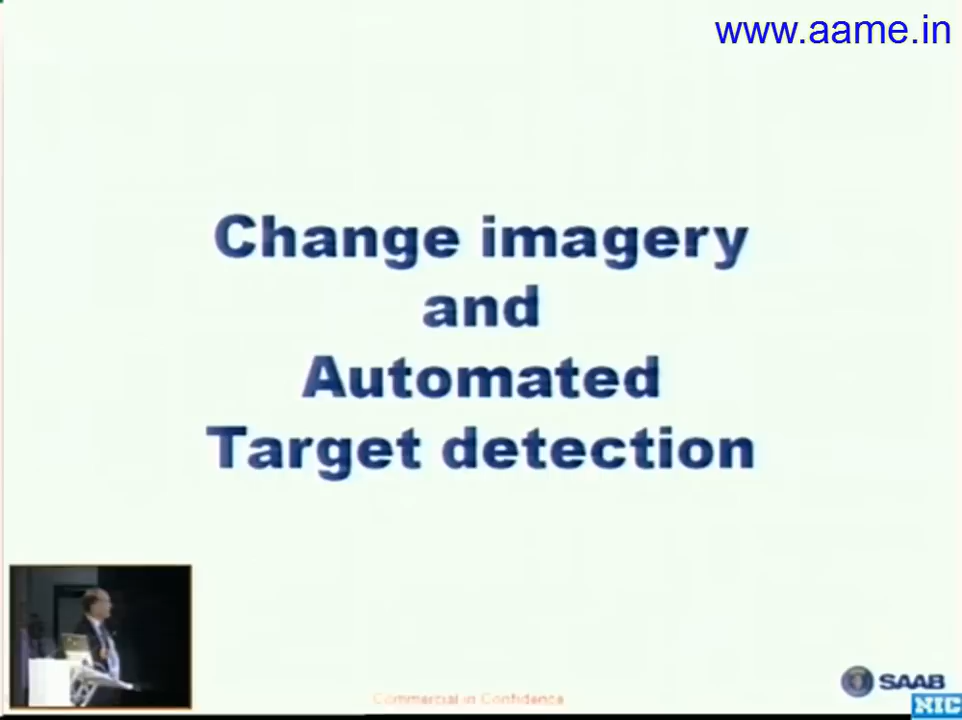 www.aame.in
Change imagery
and
Automated
Target detection
Commercial in Confidence
SAAB
NIC